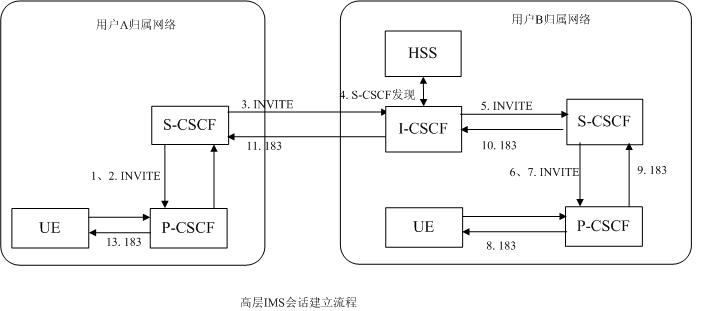 用户A归属网络
用户B归属网络
HSS
4. S-CSCF发现
3. INVITE
5. INVITE
S-CSCF
I-CSCF
S-CSCF
11. 183
10. 183
1、2. INVITE
6、7. INVITE
9. 183
UE
P-CSCF
UE
P-CSCF
13. 183
8. 183
高层IMS会话建立流程